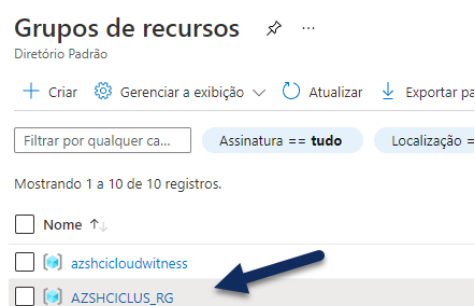 Grupos de recursos
Diretório Padrão
Criar Gerenciar a exibição Atualizar Exportar pa
Filtrar por qualquer ca... Assinatura == tudo Localização =
Mostrando 1 a 10 de 10 registros.
Nome ↑↓
azshcicloudwitness
AZSHCICLUS_RG